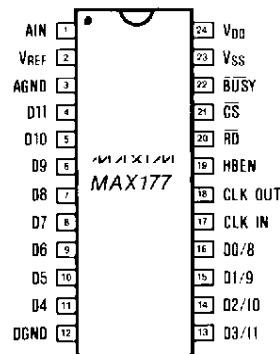 AIN 1 24 VDD
VREF 2 23 VSS
AGND 3 22 BUSY
D11 4 21 CS
D10 5 20 RD
D9 6 19 HBEN
MAXIM
D8 7 18 CLK OUT
MAX177
D7 8 17 CLK IN
D6 9 16 D0/8
D5 10 15 D1/9
D4 11 14 D2/10
DGND 12 13 D3/11